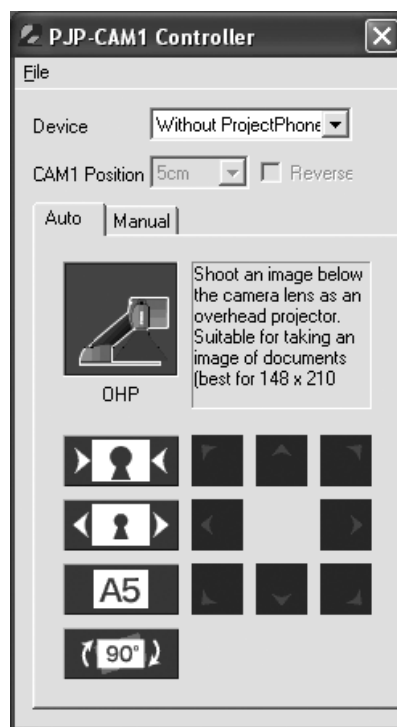 PJP-CAM1 Controller
File
Device
Without ProjectPhone
CAM1 Position
5cm
Reverse
Auto
Manual
Shoot an image below
the camera lens as an
overhead projector.
Suitable for taking an
image of documents
(best for 148 x 210
OHP
A5
90°